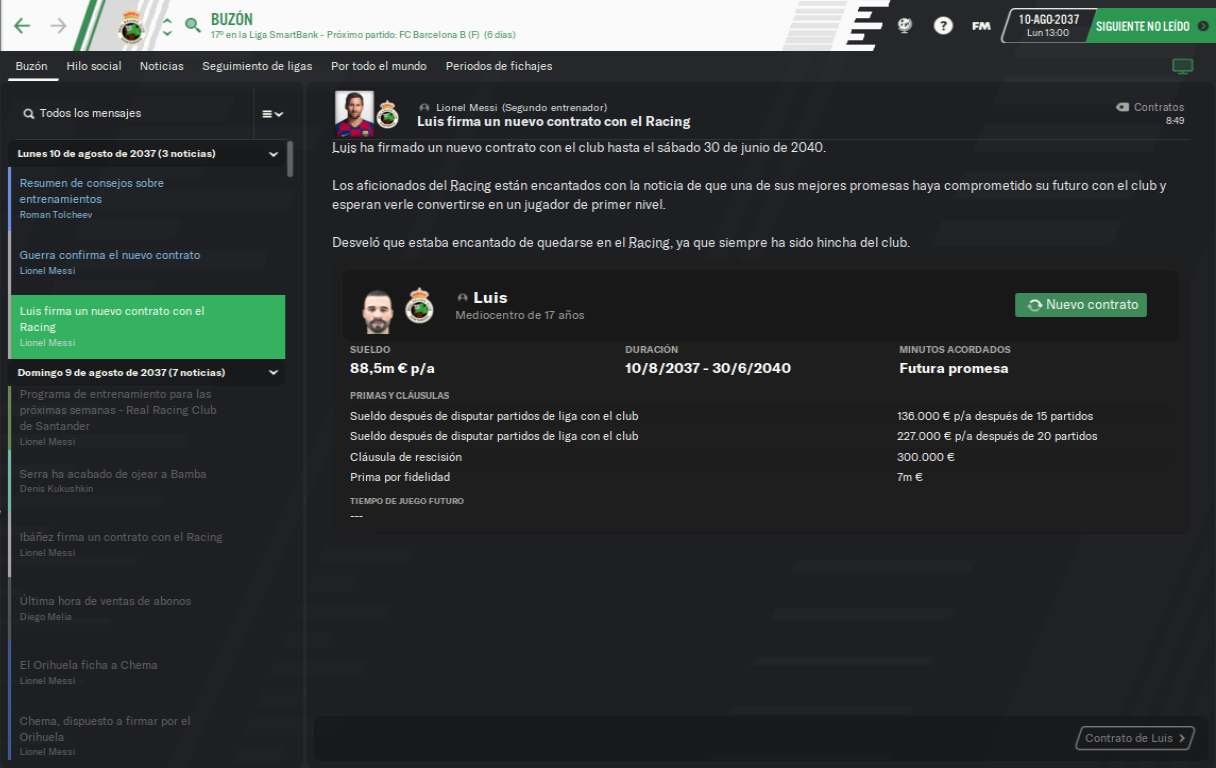 BUZÓN
17º en la Liga SmartBank - Próximo partido: FC Barcelona B (F) (6 dias)
?
FM
10-AGO-2037
Lun 13:00
SIGUIENTE NO LEÍDO
Buzón Hilo social Noticias Seguimiento de ligas Por todo el mundo Periodos de fichajes
Todos los mensajes
Lunes 10 de agosto de 2037 (3 noticias)
Resumen de consejos sobre
entrenamientos
Roman Tolcheev
Guerra confirma el nuevo contrato
Lionel Messi
Luis firma un nuevo contrato con el
Racing
Lionel Messi
Domingo 9 de agosto de 2037 (7 noticias)
Programa de entrenamiento para las
próximas semanas - Real Racing Club
de Santander
Lionel Messi
Serra ha acabado de ojear a Bamba
Denis Kukushkin
Ibáñez firma un contrato con el Racing
Lionel Messi
Última hora de ventas de abonos
Diego Melia
El Orihuela ficha a Chema
Lionel Messi
Chema, dispuesto a firmar por el
Orihuela
Lionel Messi
Lionel Messi (Segundo entrenador)
Luis firma un nuevo contrato con el Racing
Contratos
8:49
Luis ha firmado un nuevo contrato con el club hasta el sábado 30 de junio de 2040.
Los aficionados del Racing están encantados con la noticia de que una de sus mejores promesas haya comprometido su futuro con el club y
esperan verle convertirse en un jugador de primer nivel.
Desveló que estaba encantado de quedarse en el Racing, ya que siempre ha sido hincha del club.
Luis
Mediocentro de 17 años
Nuevo contrato
SUELDO DURACIÓN MINUTOS ACORDADOS
88,5m € p/a 10/8/2037 - 30/6/2040 Futura promesa
PRIMAS Y CLÁUSULAS
Sueldo después de disputar partidos de liga con el club 136.000 € p/a después de 15 partidos
Sueldo después de disputar partidos de liga con el club 227.000 € p/a después de 20 partidos
Cláusula de rescisión 300.000 €
Prima por fidelidad 7m €
TIEMPO DE JUEGO FUTURO
---
Contrato de Luis